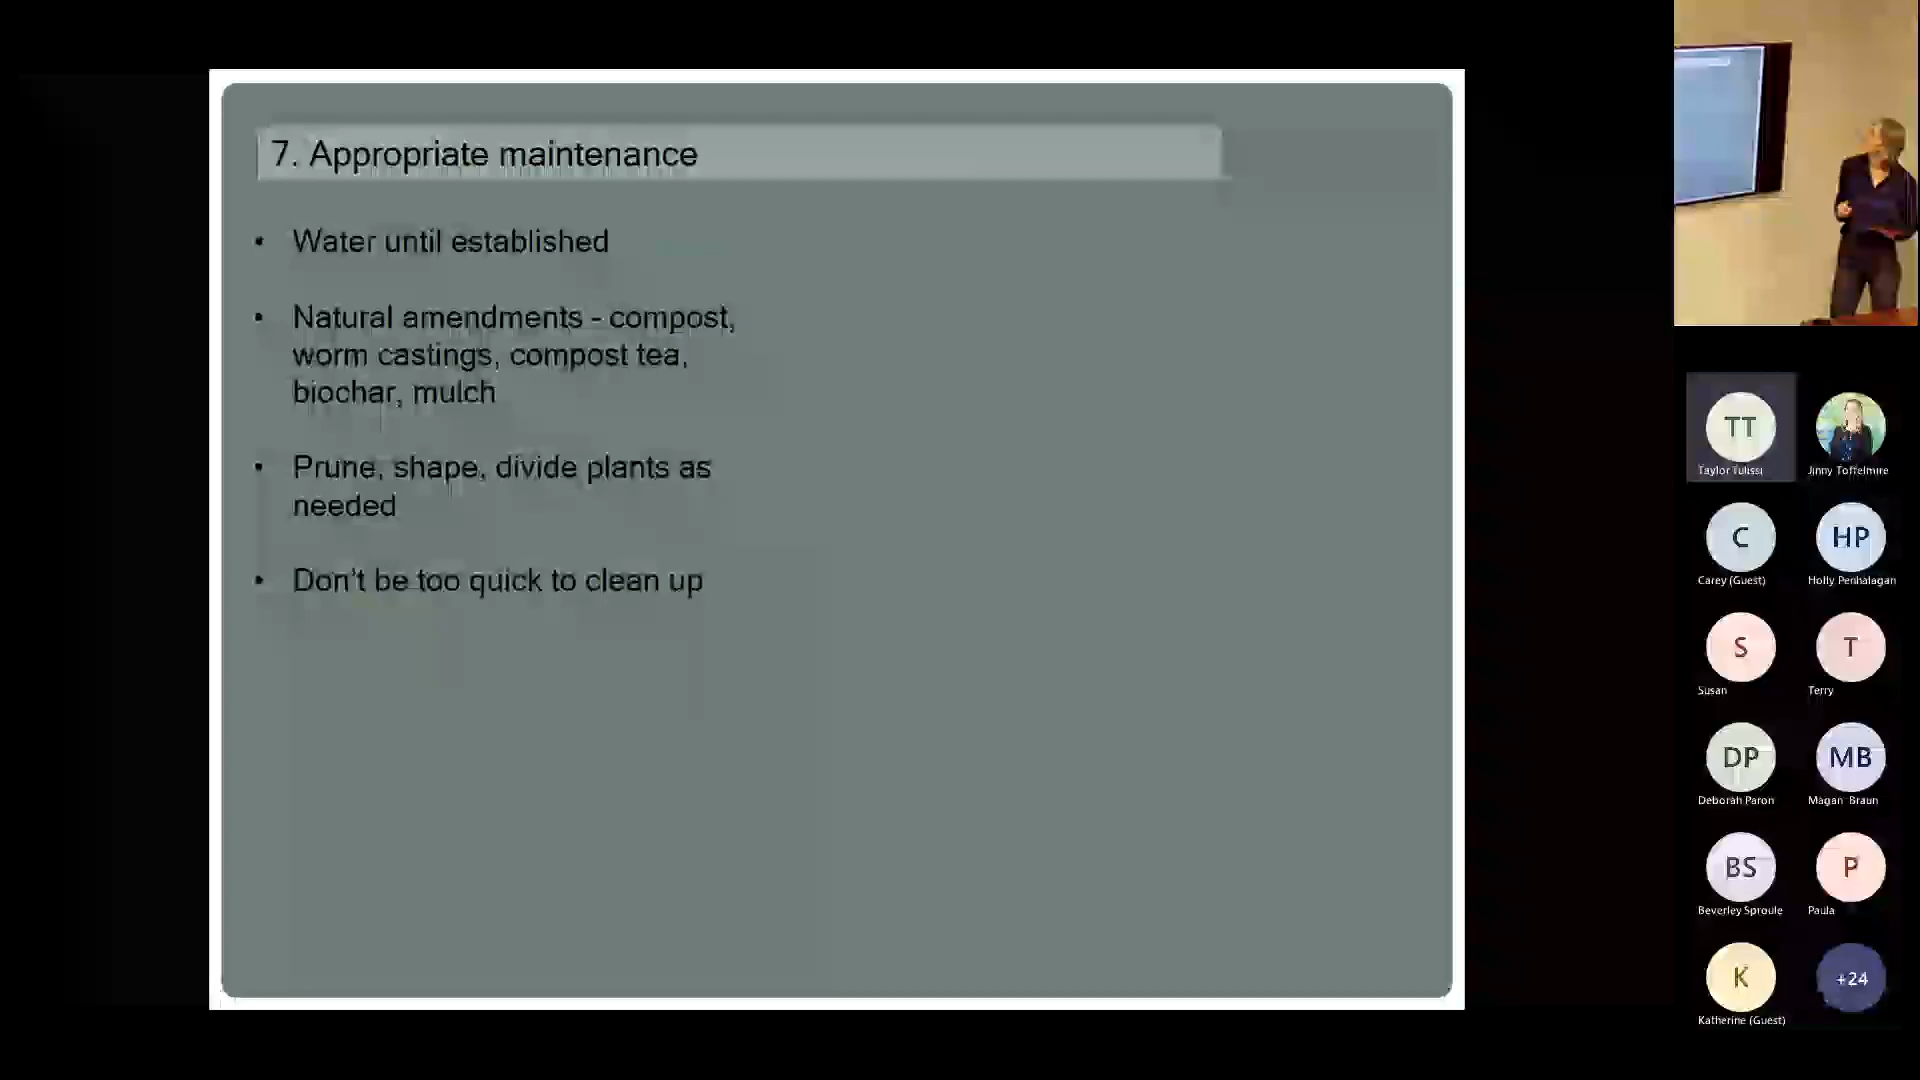 7. Appropriate maintenance
• Water until established
• Natural amendments - compost,
worm castings, compost tea,
biochar, mulch
• Prune, shape, divide plants as
needed
• Don't be too quick to clean up
TT
Taylor Tulissi
Jinny Toffelmire
C
Carey (Guest)
HP
Holly Penhalagan
S
Susan
T
Terry
DP
Deborah Paron
MB
Magan Braun
BS
Beverley Sproule
P
Paula
K
Katherine (Guest)
+24